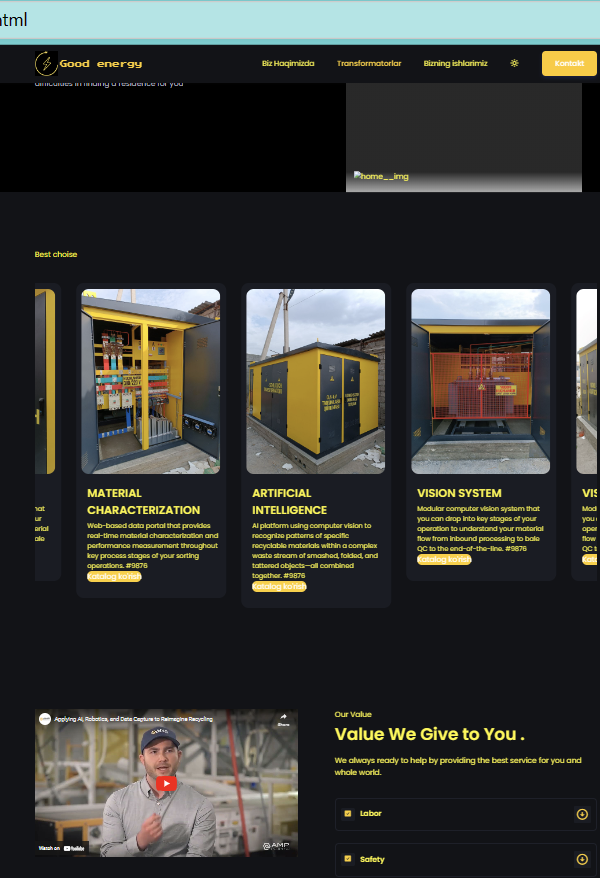 html
Good energy
Biz Haqimizda
Transformatorlar
Bizning ishlarimiz
Kontakt
difficulties in finding a residence for you
home__img
Best choise
MATERIAL
CHARACTERIZATION
Web-based data portal that provides
real-time material characterization and
performance measurement throughout
key process stages of your sorting
operations. #9876
Katalog ko'rish
ARTIFICIAL
INTELLIGENCE
AI platform using computer vision to
recognize patterns of specific
recyclable materials within a complex
waste stream of smashed, folded, and
tattered objects—all combined
together. #9876
Katalog ko'rish
VISION SYSTEM
Modular computer vision system that
you can drop into key stages of your
operation to understand your material
flow from inbound processing to bale
QC to the end-of-the-line. #9876
Katalog ko'rish
Applying AI, Robotics, and Data Capture to Reimagine Recycling
Share
Watch on YouTube
AMP
Our Value
Value We Give to You .
We always ready to help by providing the best service for you and
whole world.
Labor
Safety